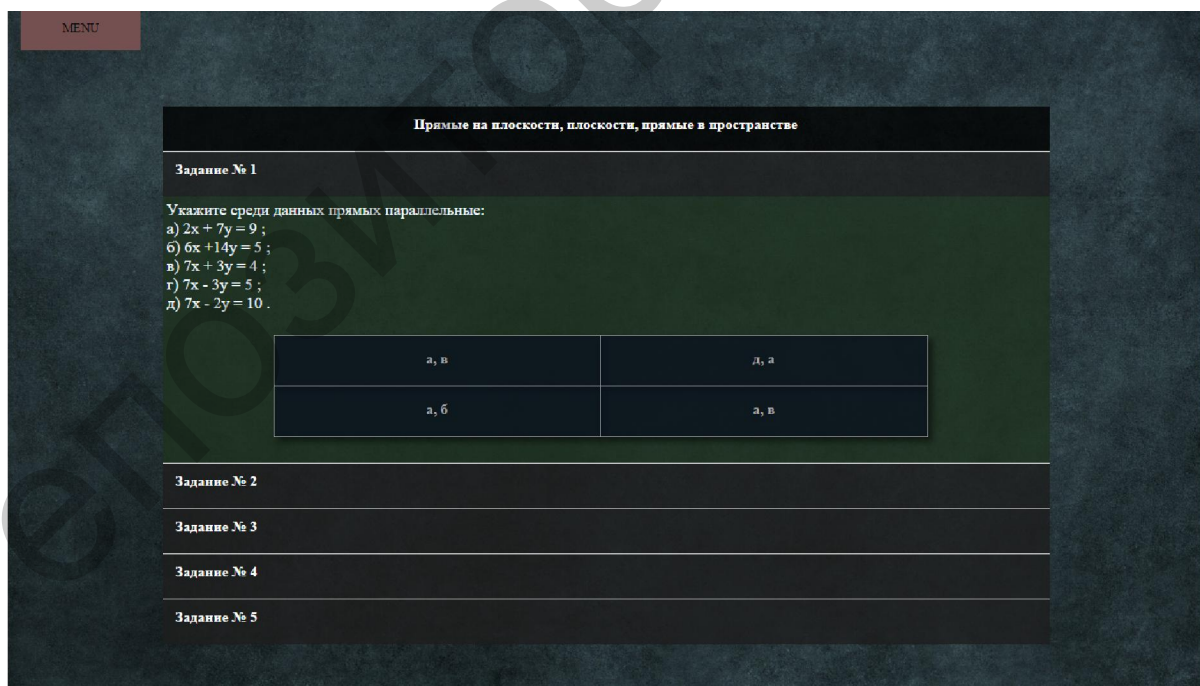 MENU
Прямые на плоскости, плоскости, прямые в пространстве
Задание № 1
Укажите среди данных прямых параллельные:
а) 2x + 7y = 9 ;
б) 6x +14y = 5 ;
в) 7x + 3y = 4 ;
г) 7x - 3y = 5 ;
д) 7x - 2y = 10 .
а, в
д, а
а, б
а, в
Задание № 2
Задание № 3
Задание № 4
Задание № 5